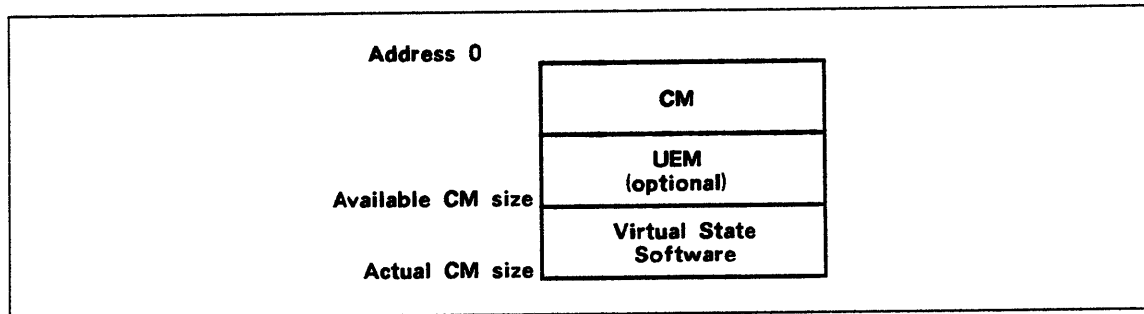 Address 0
CM
UEM
(optional)
Available CM size
Virtual State
Software
Actual CM size